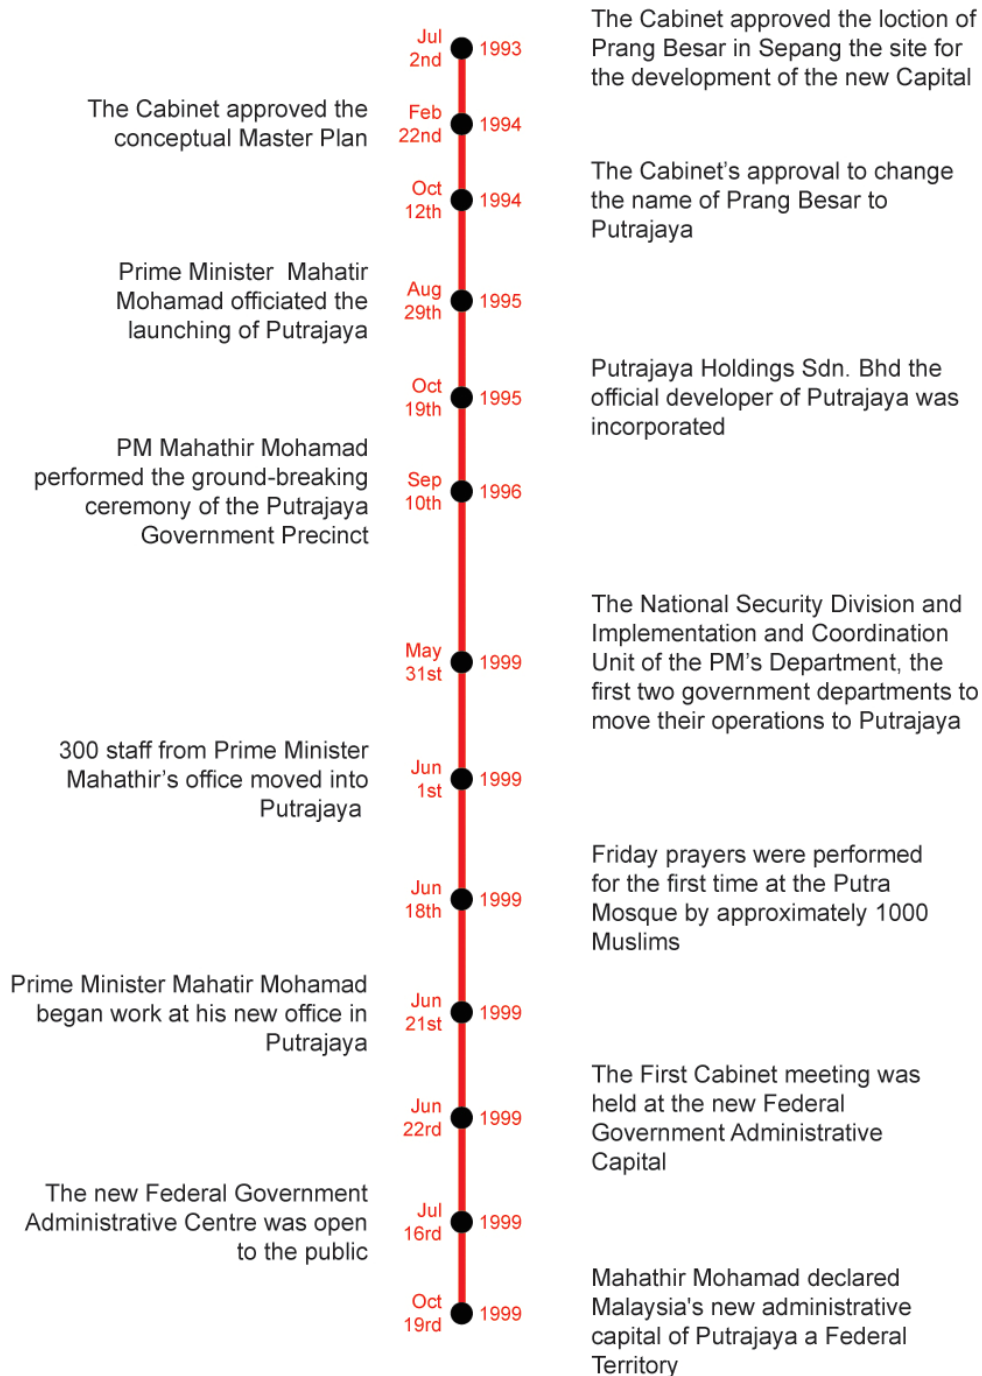 Jul
2nd
1993
The Cabinet approved the loction of
Prang Besar in Sepang the site for
the development of the new Capital
The Cabinet approved the
conceptual Master Plan
Feb
22nd
1994
Oct
12th
1994
The Cabinet’s approval to change
the name of Prang Besar to
Putrajaya
Prime Minister  Mahatir
Mohamad officiated the
launching of Putrajaya
Aug
29th
1995
Oct
19th
1995
Putrajaya Holdings Sdn. Bhd the
official developer of Putrajaya was
incorporated
PM Mahathir Mohamad
performed the ground-breaking
ceremony of the Putrajaya
Government Precinct
Sep
10th
1996
May
31st
1999
The National Security Division and
Implementation and Coordination
Unit of the PM’s Department, the
first two government departments to
move their operations to Putrajaya
300 staff from Prime Minister
Mahathir’s office moved into
Putrajaya
Jun
1st
1999
Jun
18th
1999
Friday prayers were performed
for the first time at the Putra
Mosque by approximately 1000
Muslims
Prime Minister Mahatir Mohamad
began work at his new office in
Putrajaya
Jun
21st
1999
Jun
22rd
1999
The First Cabinet meeting was
held at the new Federal
Government Administrative
Capital
The new Federal Government
Administrative Centre was open
to the public
Jul
16rd
1999
Oct
19rd
1999
Mahathir Mohamad declared
Malaysia's new administrative
capital of Putrajaya a Federal
Territory